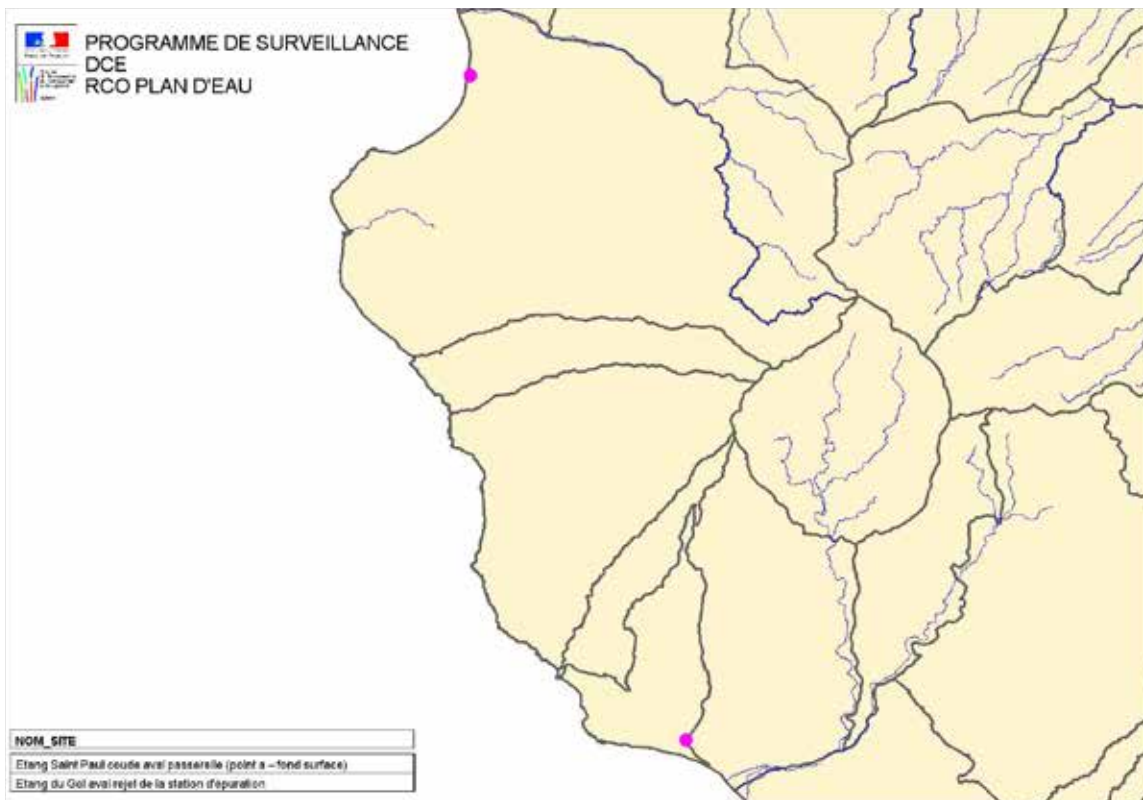 PROGRAMME DE SURVEILLANCE
DCE
RCO PLAN D'EAU
NOM_SITE
Etang Saint Paul coude aval passerelle (point a – fond surface)
Etang du Gol aval rejet de la station d'épuration